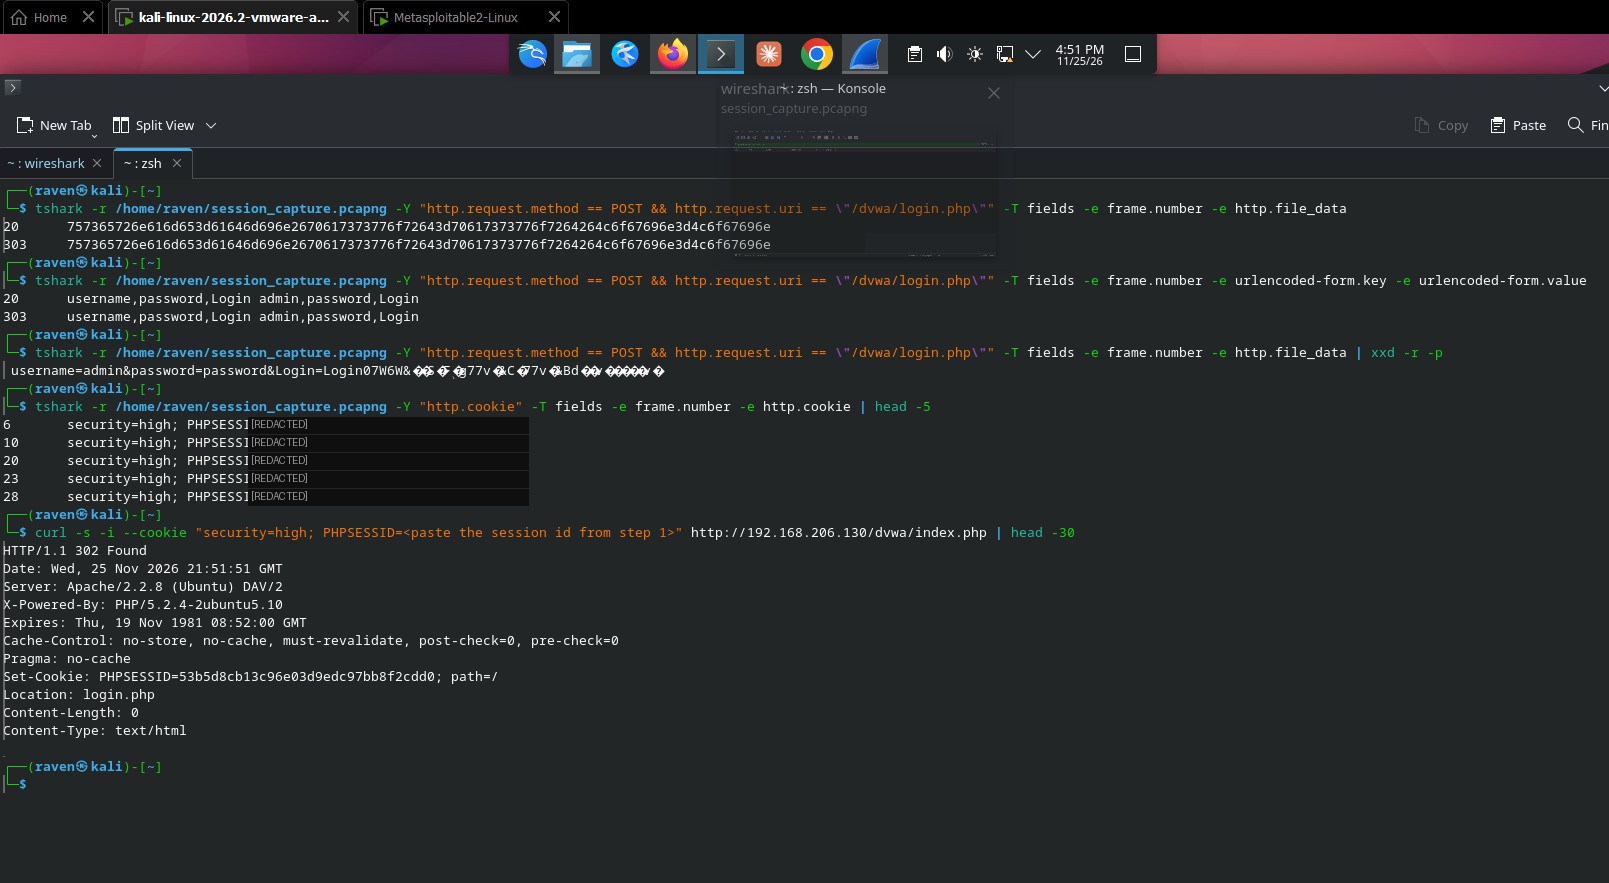 Home
kali-linux-2026.2-vmware-a...
Metasploitable2-Linux
4:51 PM
11/25/26
wireshark
~ : zsh — Konsole
session_capture.pcapng
New Tab
Split View
Copy
Paste
Fin
~ : wireshark
~ : zsh
(raven㉿kali)-[~]
$ tshark -r /home/raven/session_capture.pcapng -Y "http.request.method == POST && http.request.uri == \"/dvwa/login.php\"" -T fields -e frame.number -e http.file_data
20 757365726e616d653d61646d696e2670617373776f72643d70617373776f7264264c6f67696e3d4c6f67696e
303 757365726e616d653d61646d696e2670617373776f72643d70617373776f7264264c6f67696e3d4c6f67696e
(raven㉿kali)-[~]
$ tshark -r /home/raven/session_capture.pcapng -Y "http.request.method == POST && http.request.uri == \"/dvwa/login.php\"" -T fields -e frame.number -e urlencoded-form.key -e urlencoded-form.value
20 username,password,Login admin,password,Login
303 username,password,Login admin,password,Login
(raven㉿kali)-[~]
$ tshark -r /home/raven/session_capture.pcapng -Y "http.request.method == POST && http.request.uri == \"/dvwa/login.php\"" -T fields -e frame.number -e http.file_data | xxd -r -p
username=admin&password=password&Login=Login07W6W&
(raven㉿kali)-[~]
$ tshark -r /home/raven/session_capture.pcapng -Y "http.cookie" -T fields -e frame.number -e http.cookie | head -5
6 security=high; PHPSESSI[REDACTED]
10 security=high; PHPSESSI[REDACTED]
20 security=high; PHPSESSI[REDACTED]
23 security=high; PHPSESSI[REDACTED]
28 security=high; PHPSESSI[REDACTED]
(raven㉿kali)-[~]
$ curl -s -i --cookie "security=high; PHPSESSID=<paste the session id from step 1>" http://192.168.206.130/dvwa/index.php | head -30
HTTP/1.1 302 Found
Date: Wed, 25 Nov 2026 21:51:51 GMT
Server: Apache/2.2.8 (Ubuntu) DAV/2
X-Powered-By: PHP/5.2.4-2ubuntu5.10
Expires: Thu, 19 Nov 1981 08:52:00 GMT
Cache-Control: no-store, no-cache, must-revalidate, post-check=0, pre-check=0
Pragma: no-cache
Set-Cookie: PHPSESSID=53b5d8cb13c96e03d9edc97bb8f2cdd0; path=/
Location: login.php
Content-Length: 0
Content-Type: text/html
(raven㉿kali)-[~]
$